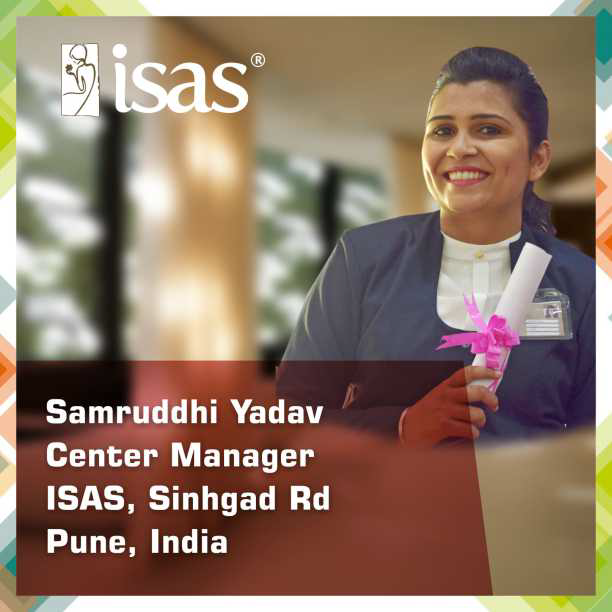 isas®
Samruddhi Yadav
Center Manager
ISAS, Sinhgad Rd
Pune, India